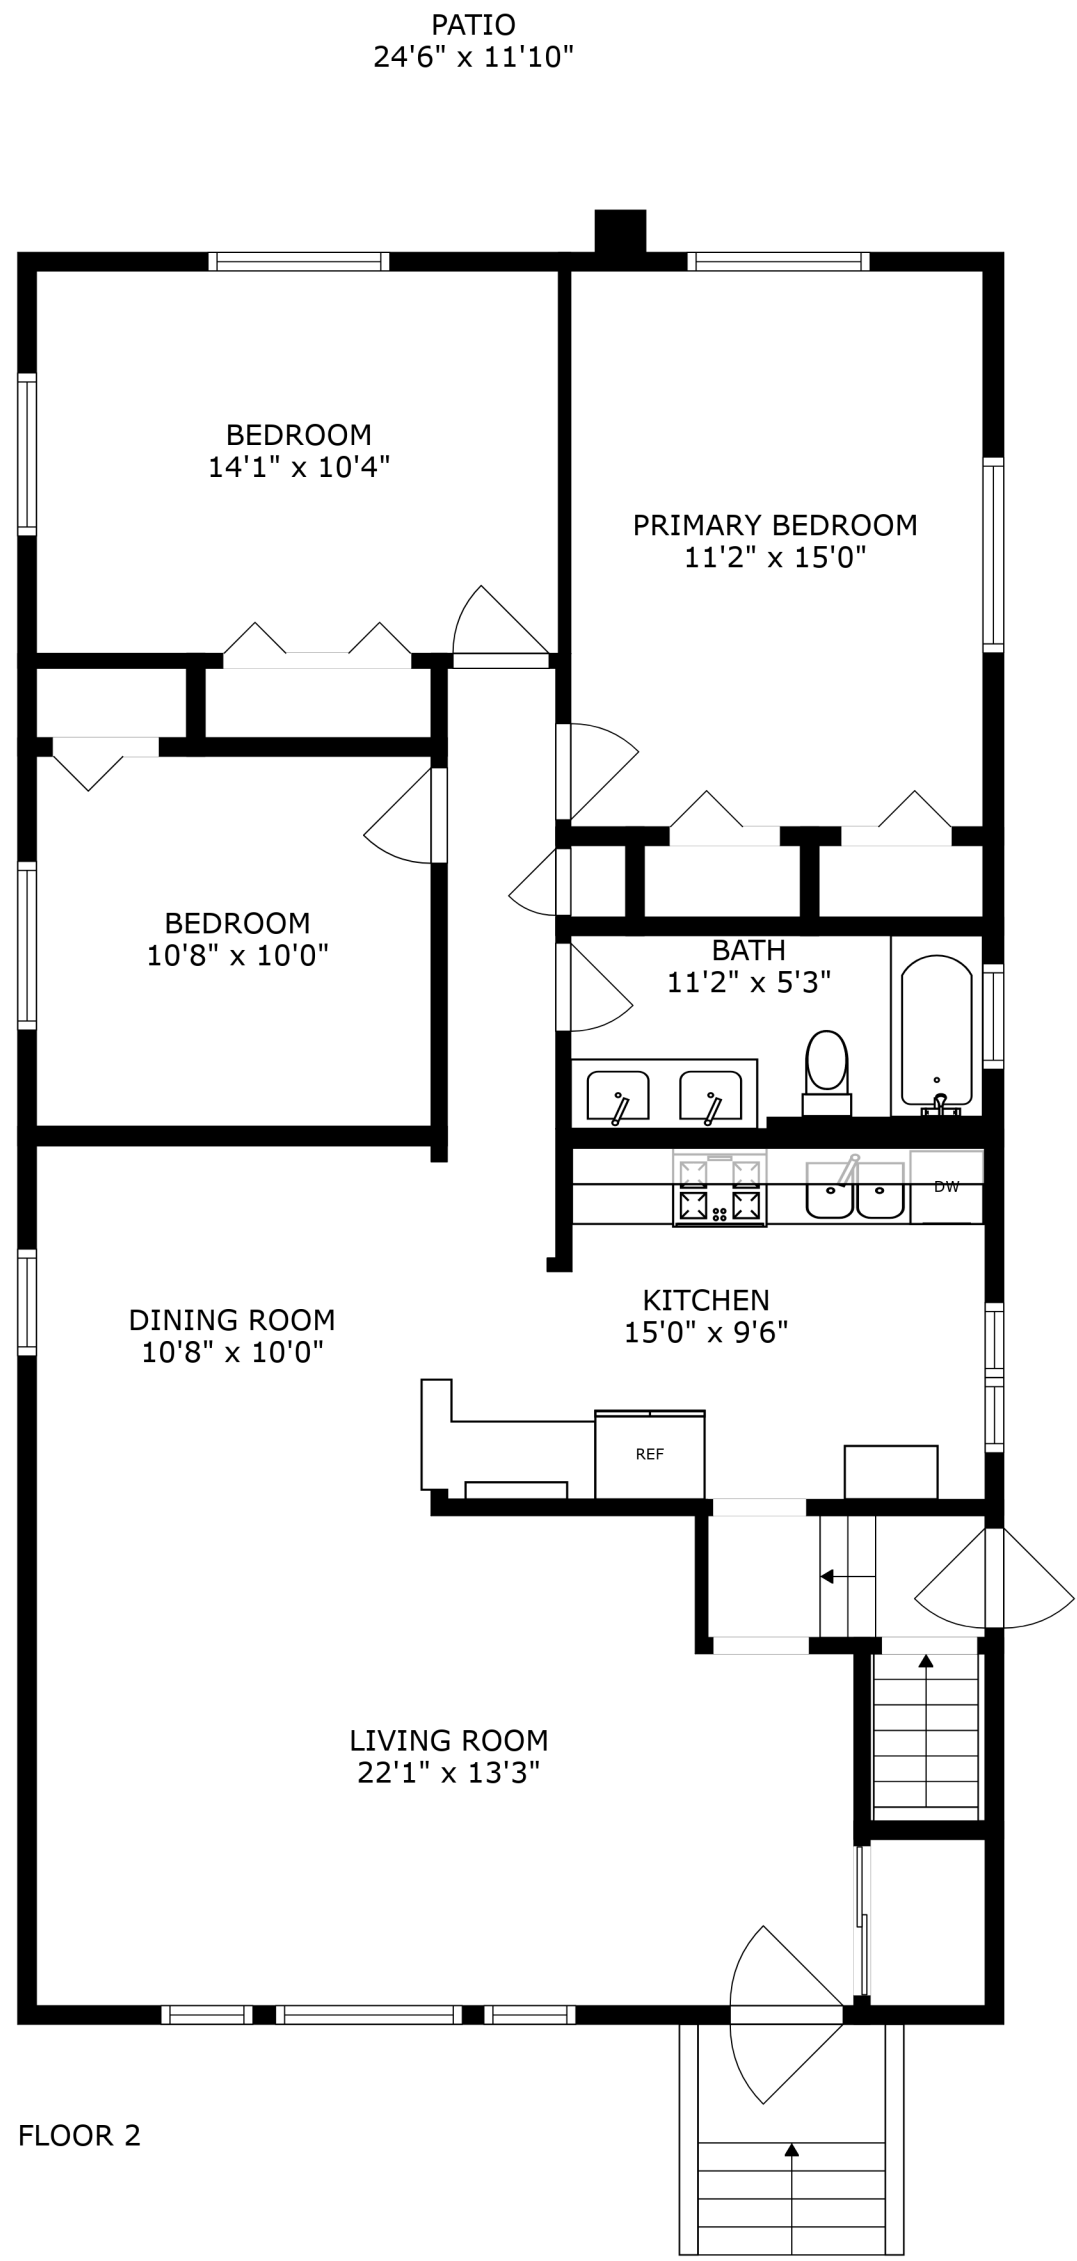 PATIO
24'6" x 11'10"
BEDROOM
14'1" x 10'4"
PRIMARY BEDROOM
11'2" x 15'0"
BEDROOM
10'8" x 10'0"
BATH
11'2" x 5'3"
DW
KITCHEN
15'0" x 9'6"
DINING ROOM
10'8" x 10'0"
REF
LIVING ROOM
22'1" x 13'3"
FLOOR 2